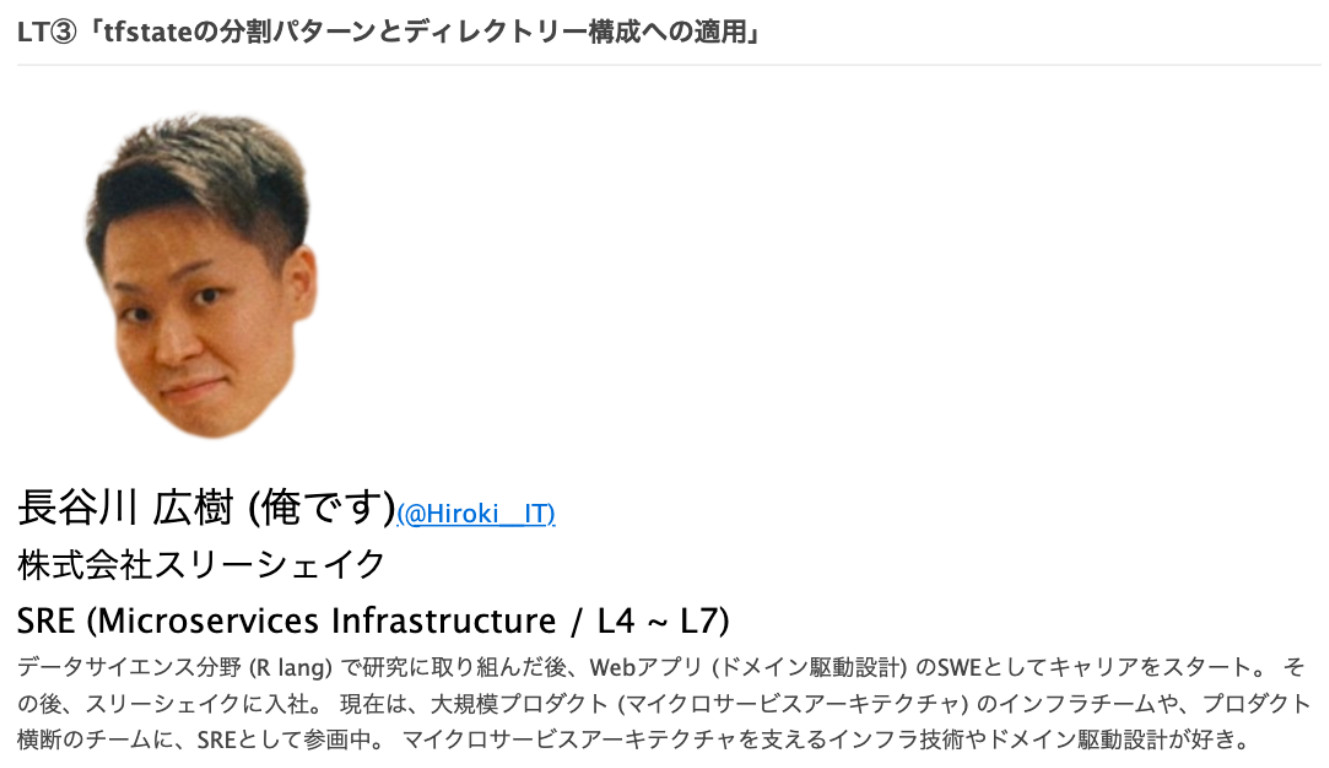 LT③「tfstateの分割パターンとディレクトリー構成への適用」
長谷川 広樹 (俺です)(@Hiroki__IT)
株式会社スリーシェイク
SRE (Microservices Infrastructure / L4 ~ L7)
データサイエンス分野 (R lang) で研究に取り組んだ後、Webアプリ (ドメイン駆動設計) のSWEとしてキャリアをスタート。 そ
の後、スリーシェイクに入社。 現在は、大規模プロダクト (マイクロサービスアーキテクチャ) のインフラチームや、プロダクト
横断のチームに、SREとして参画中。 マイクロサービスアーキテクチャを支えるインフラ技術やドメイン駆動設計が好き。